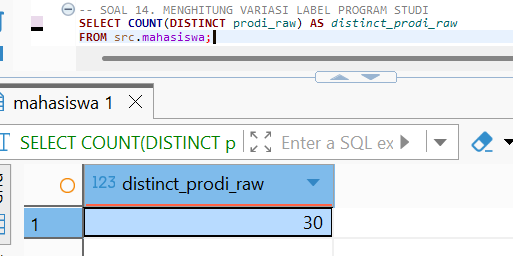 -- SOAL 14. MENGHITUNG VARIASI LABEL PROGRAM STUDI
SELECT COUNT(DISTINCT prodi_raw) AS distinct_prodi_raw
FROM src.mahasiswa;
mahasiswa 1
SELECT COUNT(DISTINCT p
Enter a SQL ex
123 distinct_prodi_raw
1 30